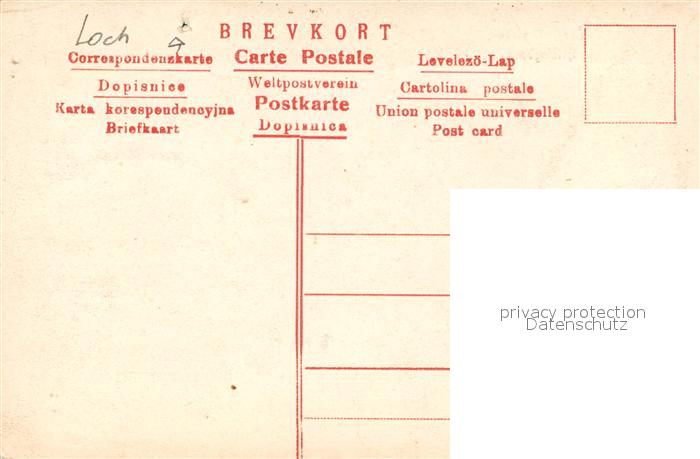 Loch
BREVKORT
Correspondenzkarte
Carte Postale
Levelező-Lap
Dopisnice
Weltpostverein
Cartolina postale
Karta korespondencyjna
Postkarte
Union postale universelle
Briefkaart
Dopisnica
Post card
privacy protection
Datenschutz